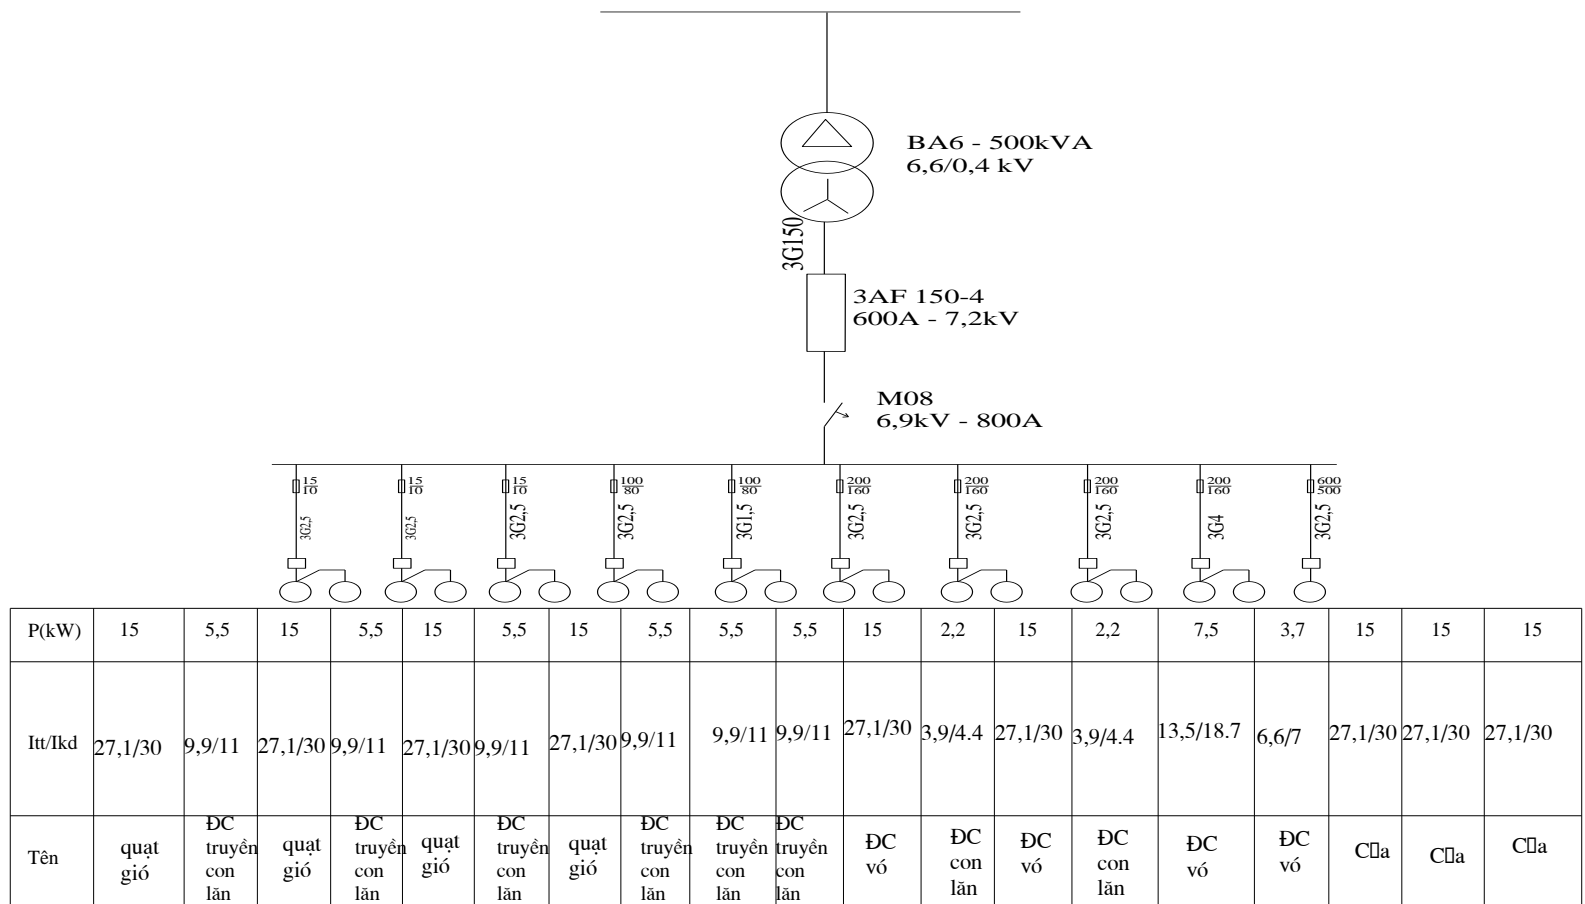 BA6 - 500kVA
6,6/0,4 kV
3G150
3AF 150-4
600A - 7,2kV
M08
6,9kV - 800A
15 15 15 100 100 200 200 200 200 600
10 10 10 80 80 160 160 160 160 500
3G2,5 3G2,5 3G2,5 3G2,5 3G1,5 3G2,5 3G2,5 3G2,5 3G4 3G2,5
P(kW) 15 5,5 15 5,5 15 5,5 15 5,5 5,5 5,5 15 2,2 15 2,2 7,5 3,7 15 15 15
Itt/Ikd 27,1/30 9,9/11 27,1/30 9,9/11 27,1/30 9,9/11 27,1/30 9,9/11 9,9/11 9,9/11 27,1/30 3,9/4.4 27,1/30 3,9/4.4 13,5/18.7 6,6/7 27,1/30 27,1/30 27,1/30
Tên
quạt
gió
ĐC
truyền
con
lăn
quạt
gió
ĐC
truyền
con
lăn
quạt
gió
ĐC
truyền
con
lăn
quạt
gió
ĐC
truyền
con
lăn
ĐC
truyền
con
lăn
ĐC
truyền
con
lăn
ĐC
vó
ĐC
con
lăn
ĐC
vó
ĐC
con
lăn
ĐC
vó
ĐC
vó